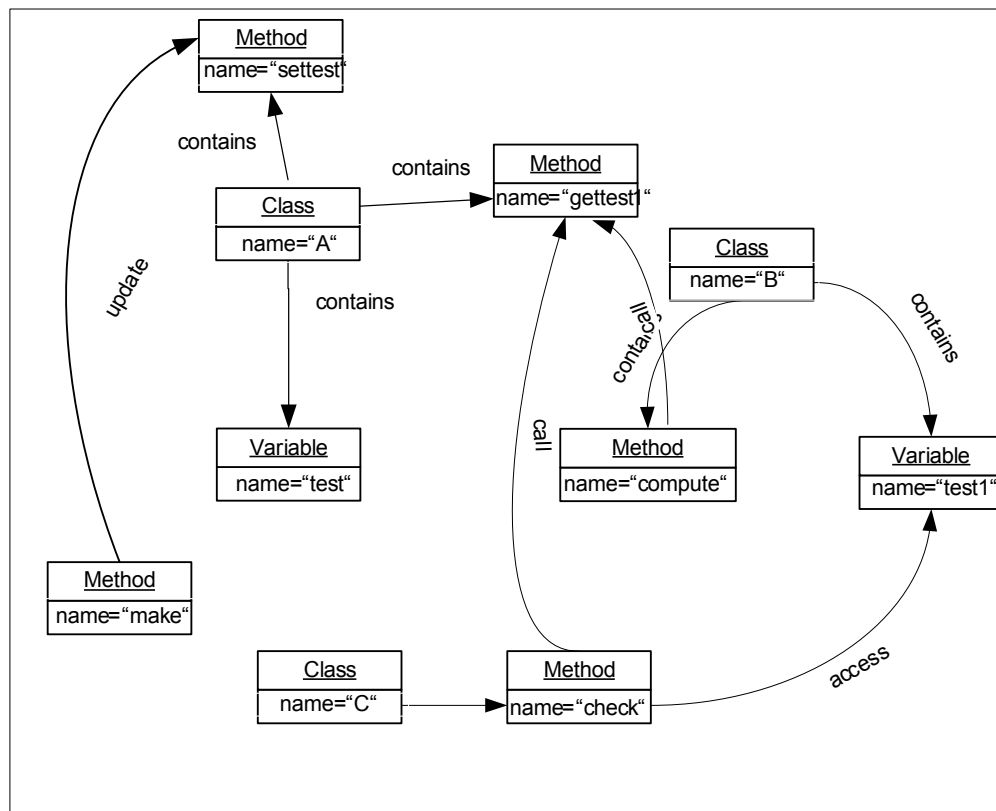 Method
name="settest"
contains
contains
Method
name="gettest1"
Class
name="A"
Class
name="B"
update
contains
call
contains
call
Variable
name="test"
Method
name="compute"
Variable
name="test1"
Method
name="make"
Class
name="C"
Method
name="check"
access